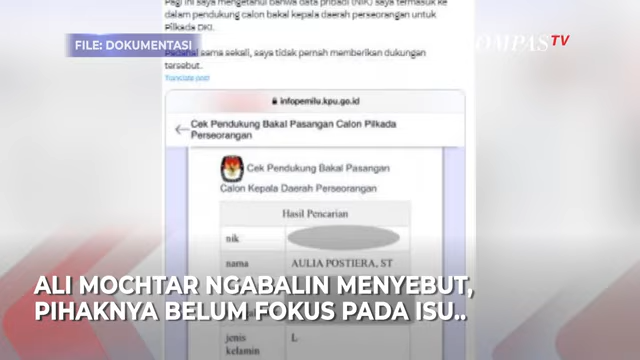 Pagi ini saya mengetahui bahwa data pribadi (NIK) saya termasuk ke
dalam pendukung calon bakal kepala daerah perseorangan untuk
Pilkada DKI.
FILE: DOKUMENTASI
KOMPASTV
Padahal sama sekali, saya tidak pernah memberikan dukungan
tersebut.
Translate post
infopemilu.kpu.go.id
Cek Pendukung Bakal Pasangan Calon Pilkada
Perseorangan
Cek Pendukung Bakal Pasangan
Calon Kepala Daerah Perseorangan
Hasil Pencarian
nik
nama AULIA POSTIERA, ST
ALI MOCHTAR NGABALIN MENYEBUT,
PIHAKNYA BELUM FOKUS PADA ISU..
jenis L
kelamin